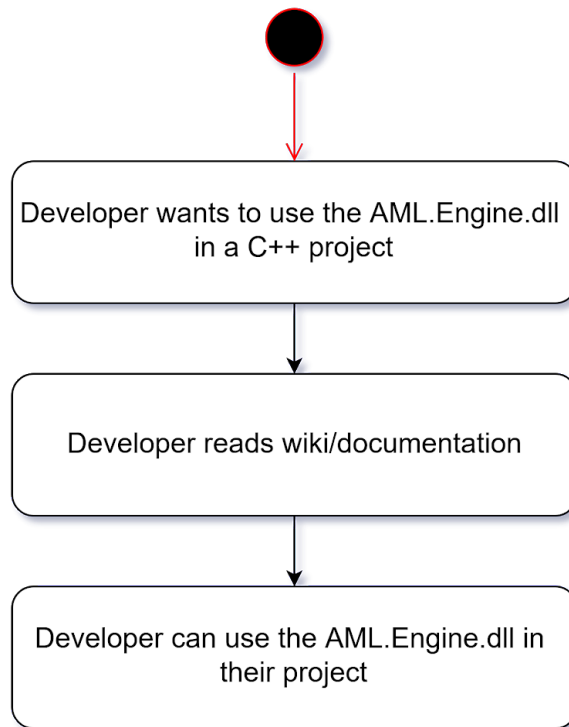 Developer wants to use the AML.Engine.dll
in a C++ project
Developer reads wiki/documentation
Developer can use the AML.Engine.dll in
their project